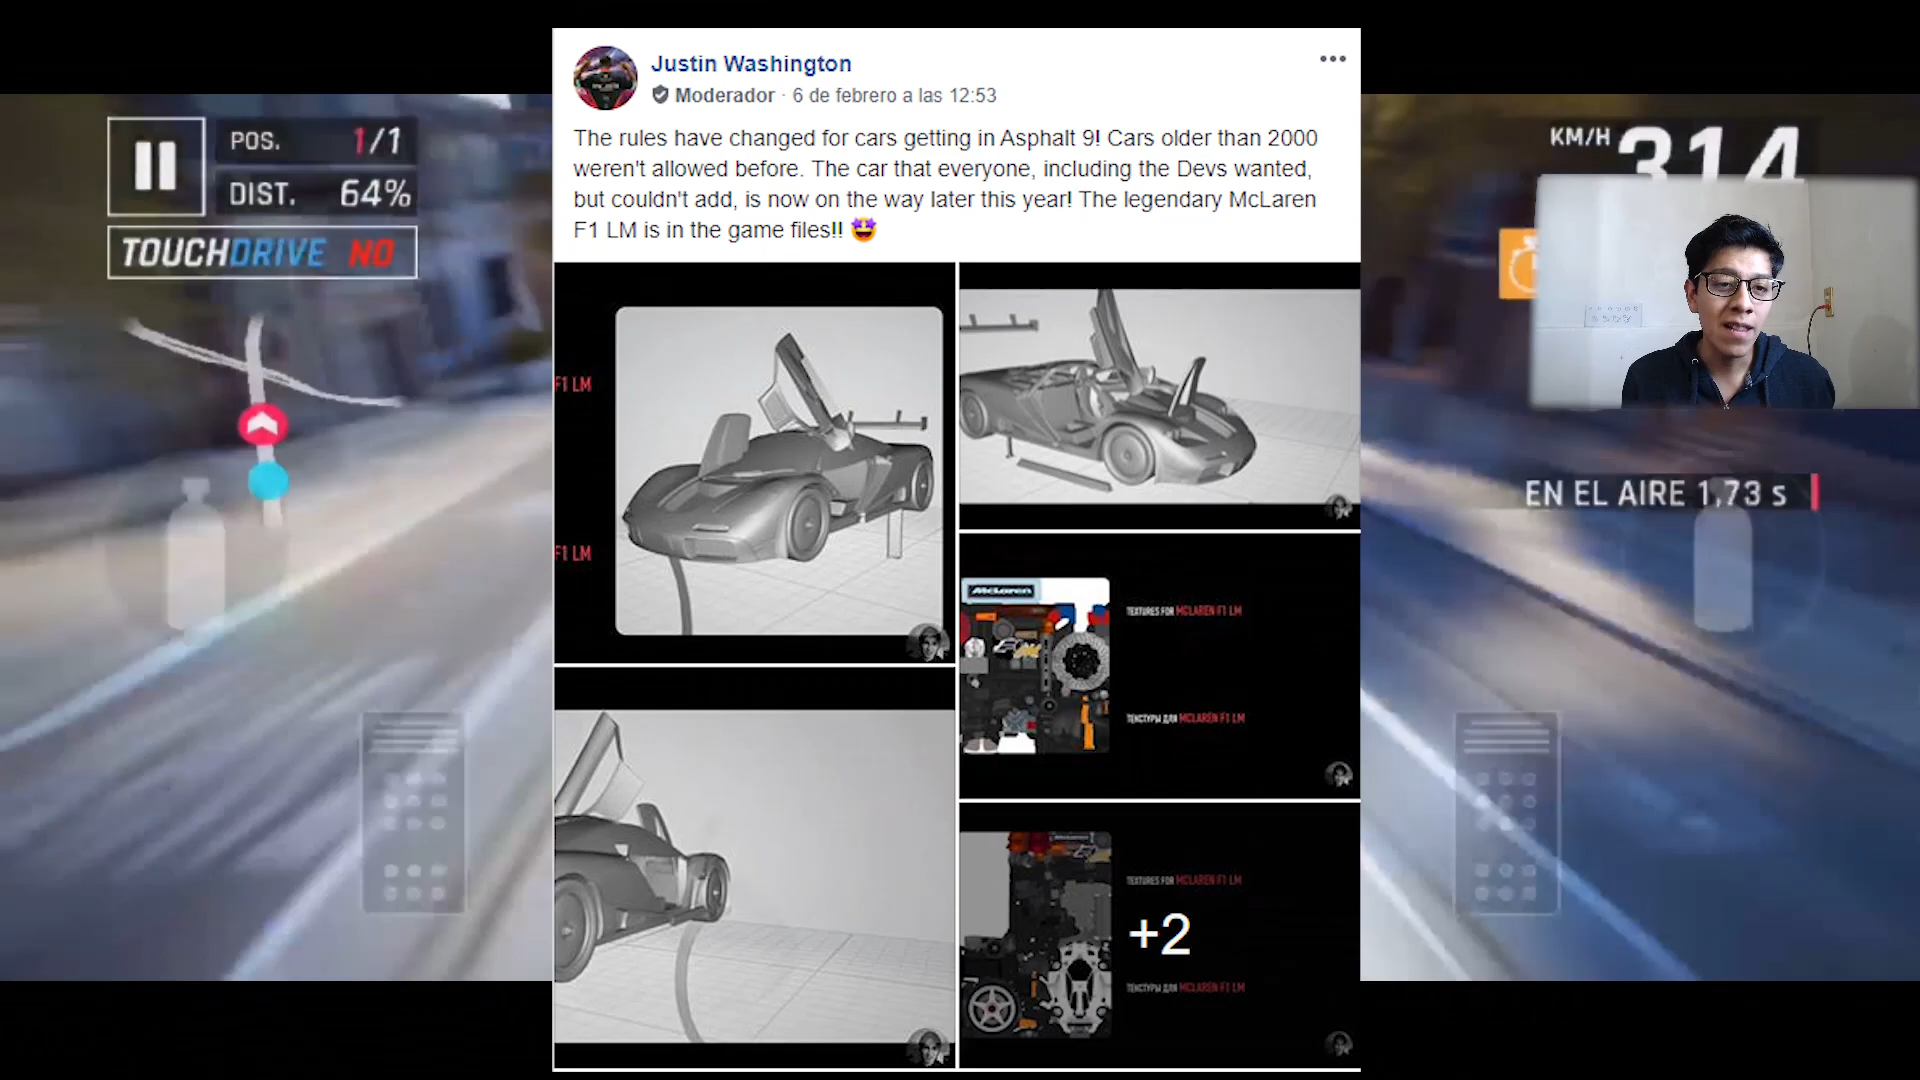 POS. 1/1
DIST. 64%
TOUCHDRIVE NO
Justin Washington
Moderador · 6 de febrero a las 12:53
The rules have changed for cars getting in Asphalt 9! Cars older than 2000
weren't allowed before. The car that everyone, including the Devs wanted,
but couldn't add, is now on the way later this year! The legendary McLaren
F1 LM is in the game files!! 🤩
F1 LM
F1 LM
McLaren
TEXTURES FOR MCLAREN F1 LM
ТЕКСТУРЫ ДЛЯ MCLAREN F1 LM
TEXTURES FOR MCLAREN F1 LM
+2
ТЕКСТУРЫ ДЛЯ MCLAREN F1 LM
KM/H 314
EN EL AIRE 1,73 s